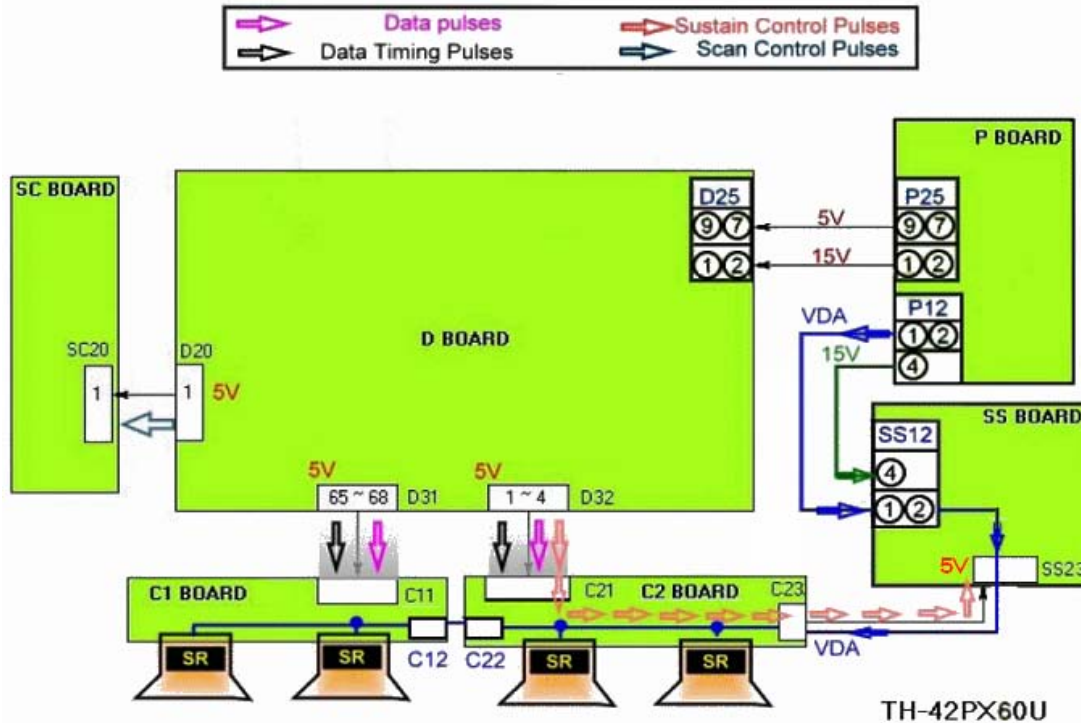 Data pulses
Sustain Control Pulses
Data Timing Pulses
Scan Control Pulses
P BOARD
SC BOARD
D25
P25
9 7
5V
9 7
1 2
15V
1 2
P12
VDA
1 2
D BOARD
15V
4
SC20
D20
1
1
5V
SS BOARD
SS12
4
5V
5V
65 ~ 68
D31
1 ~ 4
D32
1 2
5V
SS23
C1 BOARD
C11
C21
C2 BOARD
C23
C12
C22
VDA
SR
SR
SR
SR
TH-42PX60U